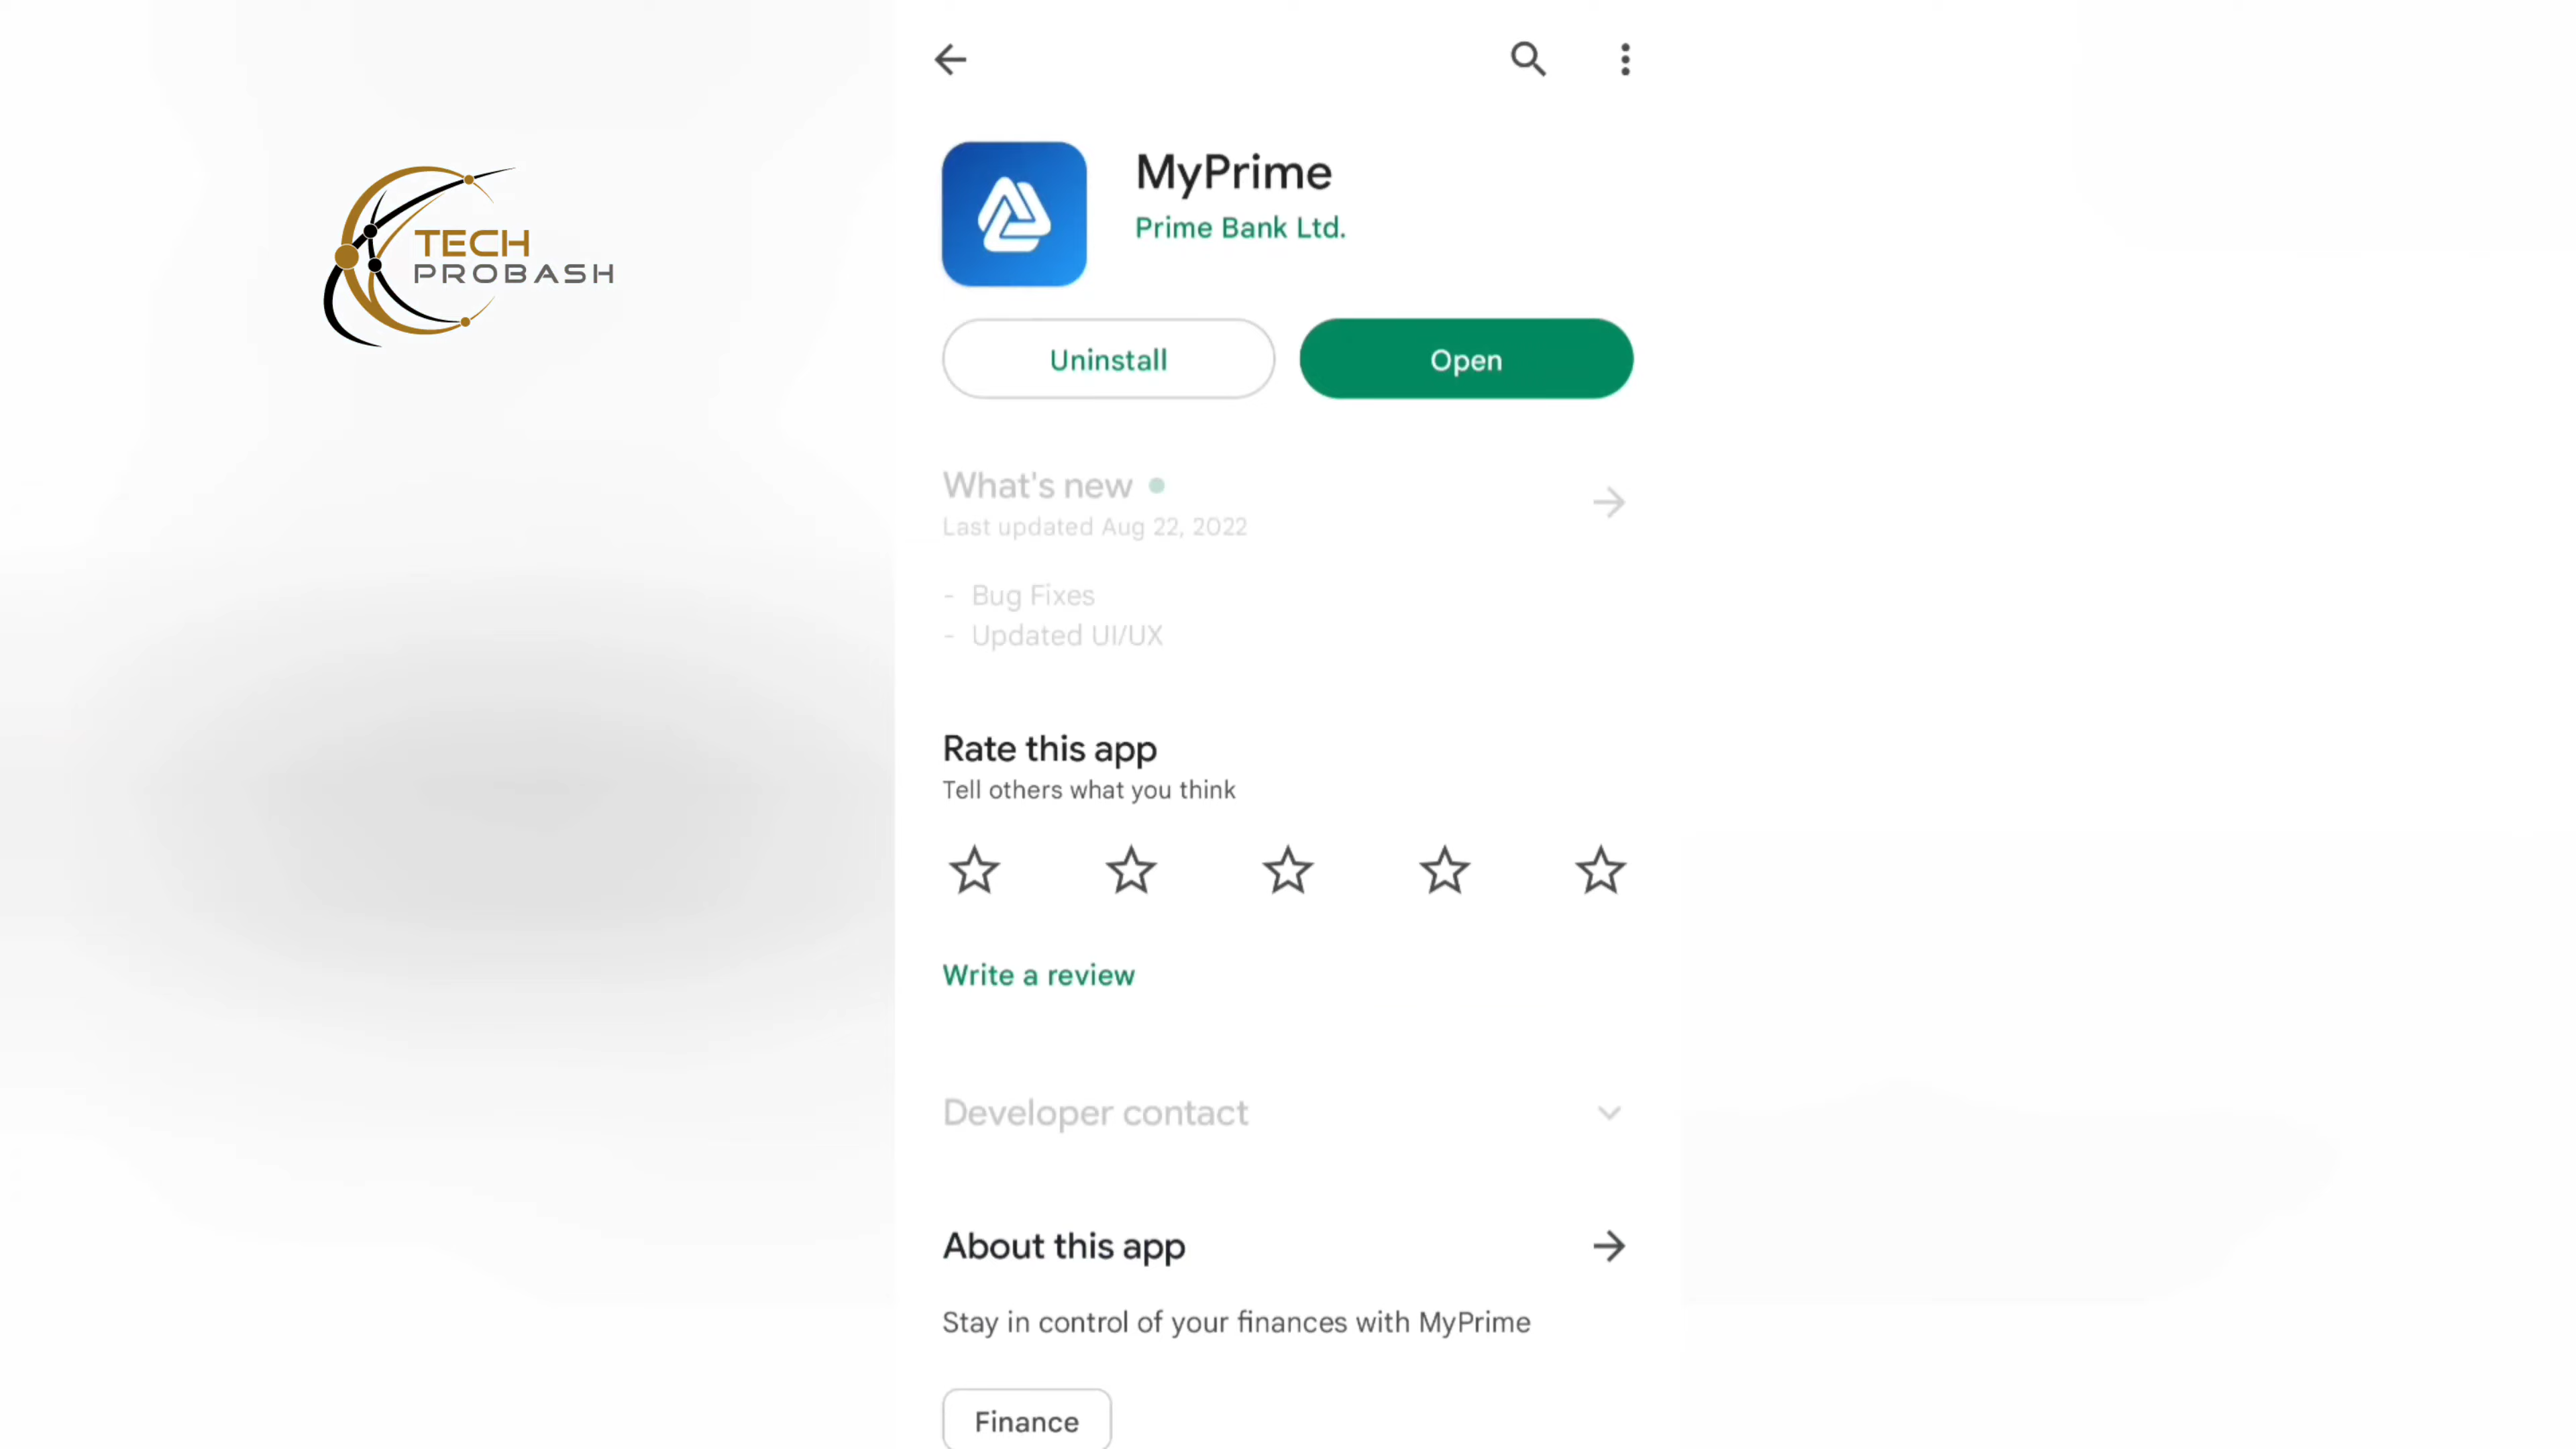 TECH
PROBASH
MyPrime
Prime Bank Ltd.
Uninstall
Open
What's new
Last updated Aug 22, 2022
- Bug Fixes
- Updated UI/UX
Rate this app
Tell others what you think
Write a review
Developer contact
About this app
Stay in control of your finances with MyPrime
Finance